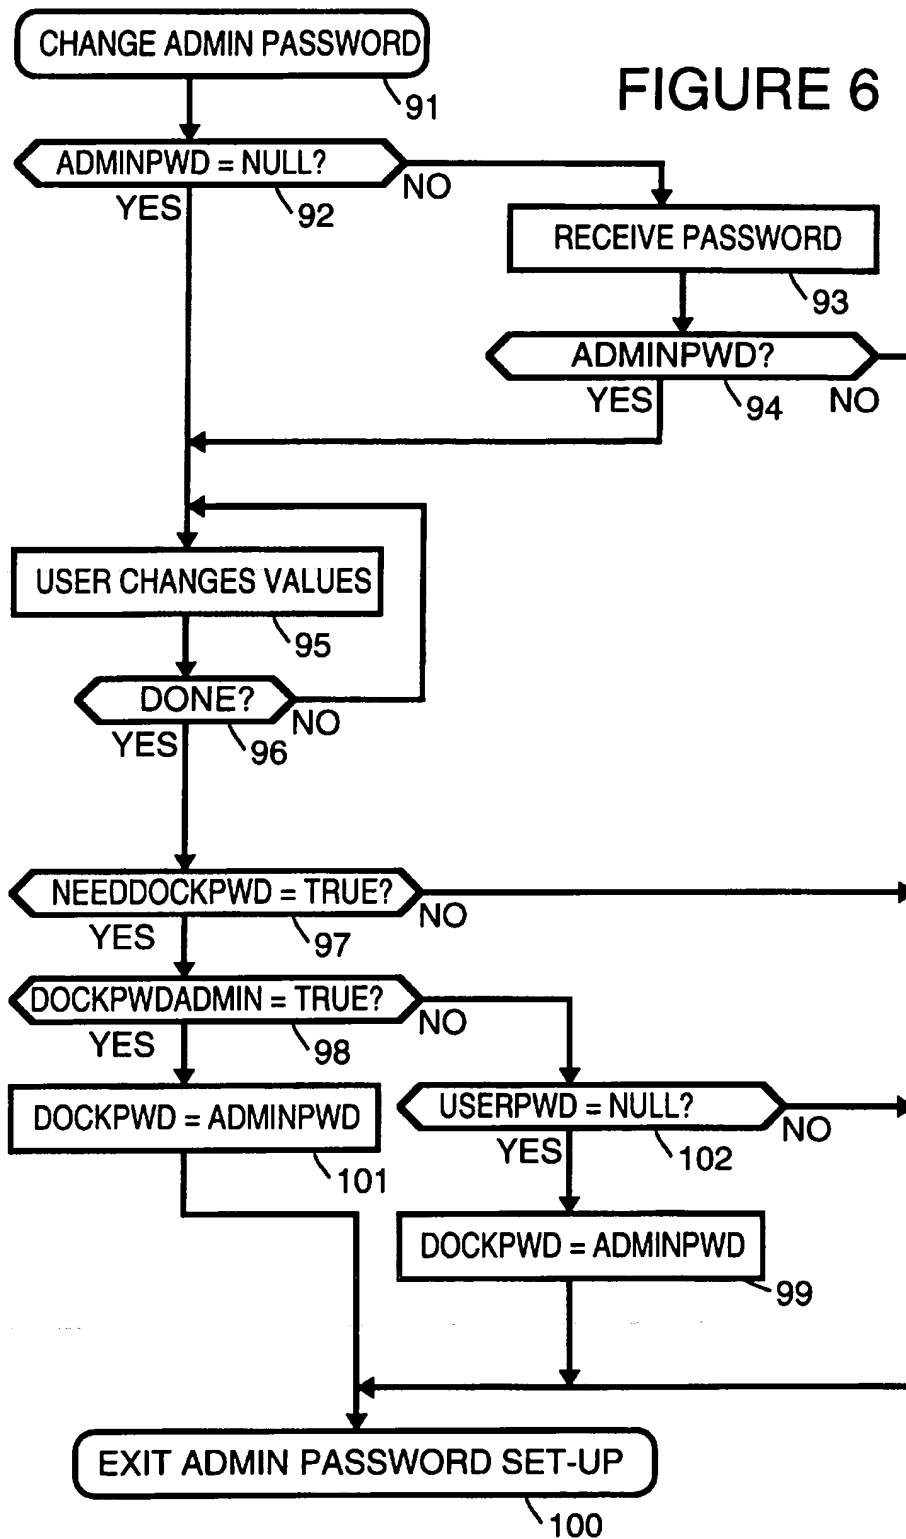 CHANGE ADMIN PASSWORD
91
FIGURE 6
ADMINPWD = NULL?
NO
YES
92
RECEIVE PASSWORD
93
ADMINPWD?
YES
94
NO
USER CHANGES VALUES
95
DONE?
NO
YES
96
NEEDDOCKPWD = TRUE?
NO
YES
97
DOCKPWDADMIN = TRUE?
NO
YES
98
DOCKPWD = ADMINPWD
101
USERPWD = NULL?
NO
YES
102
DOCKPWD = ADMINPWD
99
EXIT ADMIN PASSWORD SET-UP
100